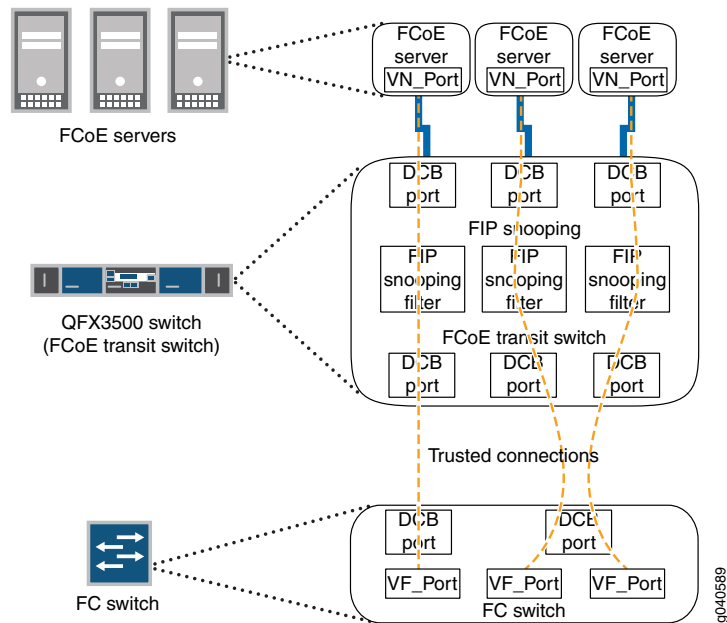 FCoE server
FCoE server
FCoE server
VN_Port
VN_Port
VN_Port
FCoE servers
DCB port
DCB port
DCB port
FIP snooping
FIP snooping filter
FIP snooping filter
FIP snooping filter
QFX3500 switch
(FCoE transit switch)
FCoE transit switch
DCB port
DCB port
DCB port
Trusted connections
DCB port
DCB port
VF_Port
VF_Port
VF_Port
FC switch
FC switch
g040589